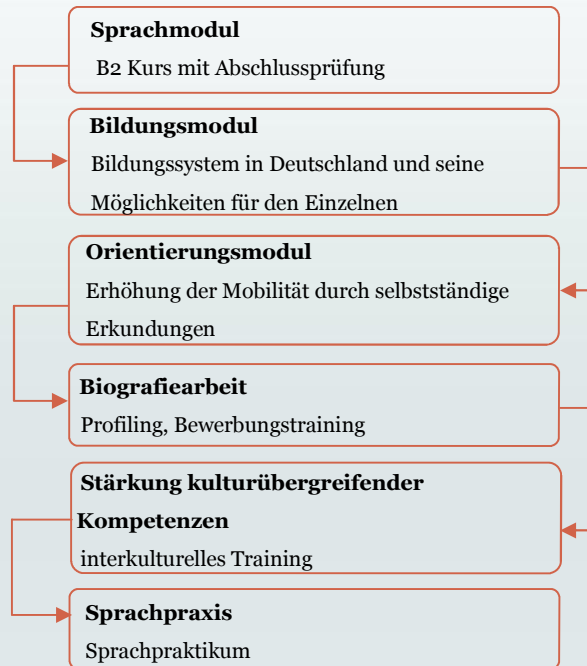 Sprachmodul
B2 Kurs mit Abschlussprüfung
Bildungsmodul
Bildungssystem in Deutschland und seine
Möglichkeiten für den Einzelnen
Orientierungsmodul
Erhöhung der Mobilität durch selbstständige
Erkundungen
Biografiearbeit
Profiling, Bewerbungstraining
Stärkung kulturübergreifender
Kompetenzen
interkulturelles Training
Sprachpraxis
Sprachpraktikum